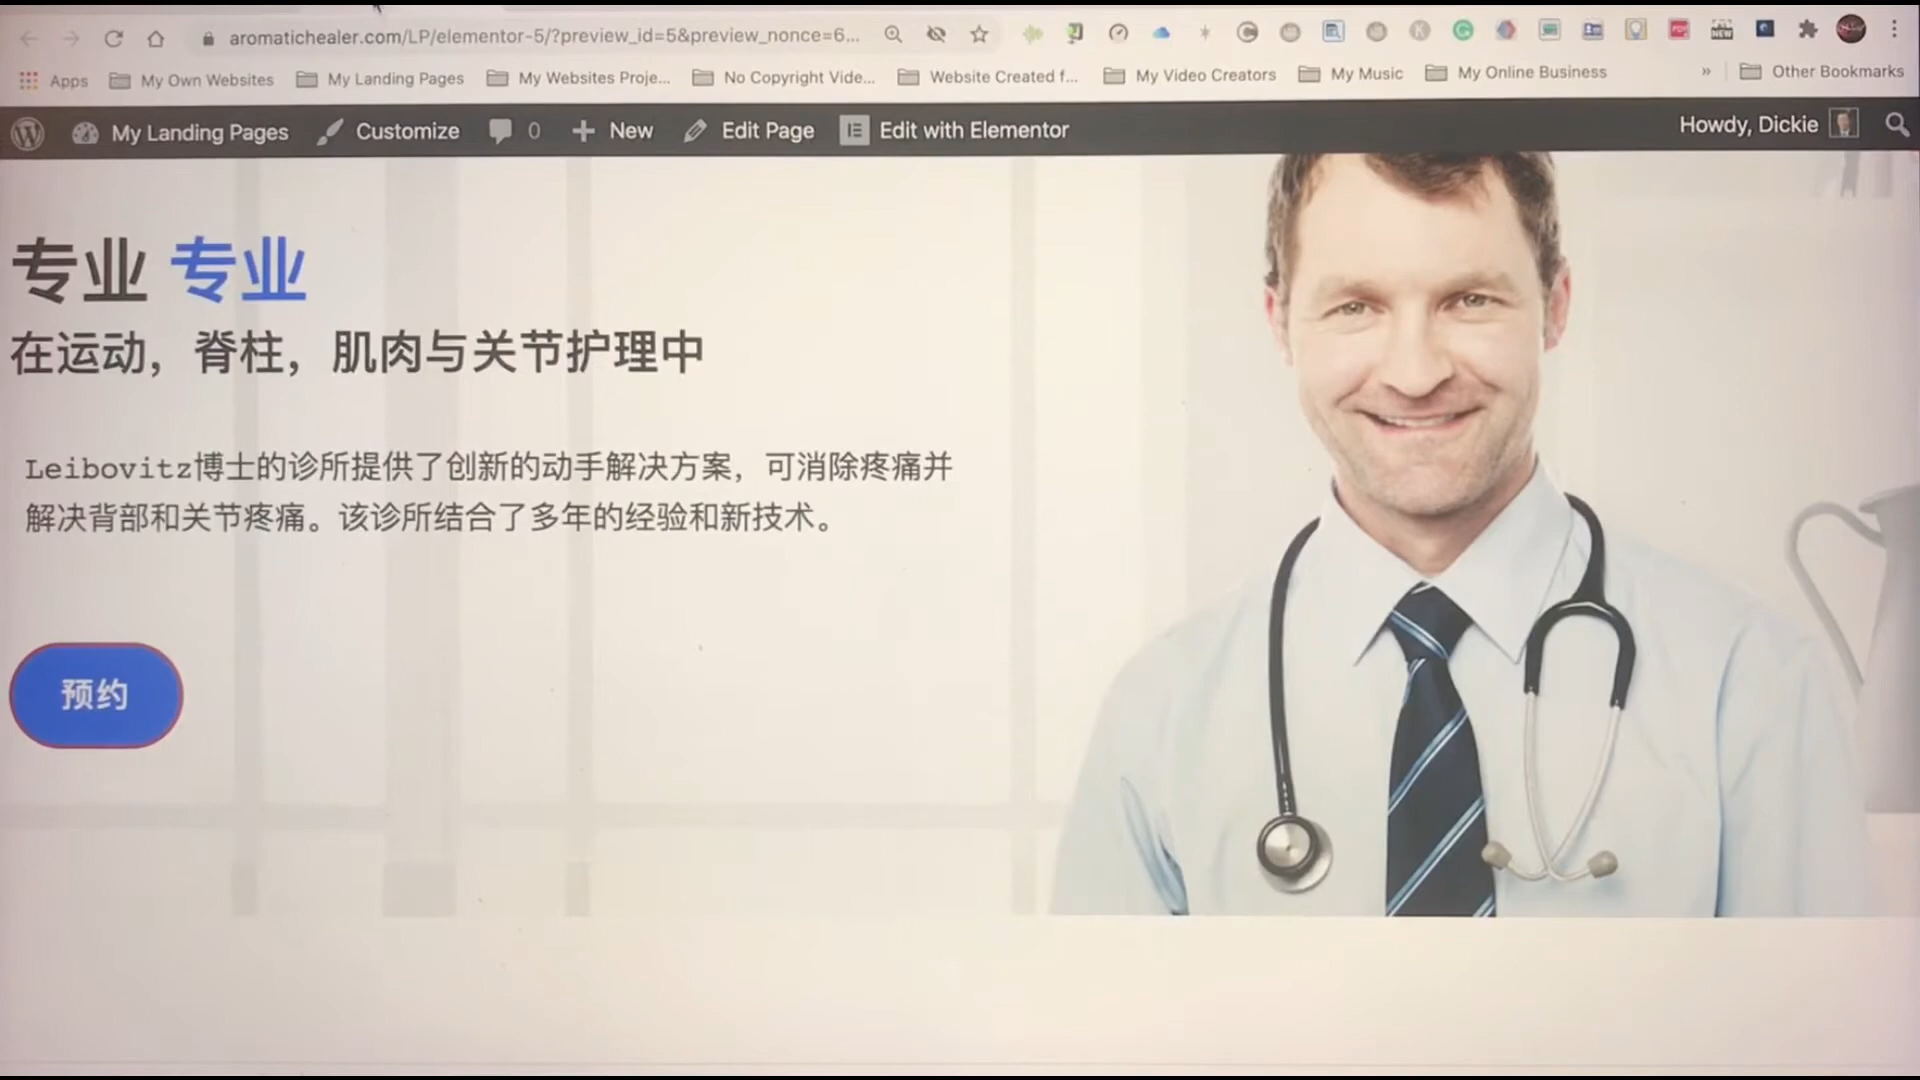 aromatichealer.com/LP/elementor-5/?preview_id=5&preview_nonce=6...
Apps
My Own Websites
My Landing Pages
My Websites Proje...
No Copyright Vide...
Website Created f...
My Video Creators
My Music
My Online Business
»
Other Bookmarks
My Landing Pages
Customize
0
New
Edit Page
Edit with Elementor
Howdy, Dickie
专业 专业
在运动，脊柱，肌肉与关节护理中
Leibovitz博士的诊所提供了创新的动手解决方案，可消除疼痛并
解决背部和关节疼痛。该诊所结合了多年的经验和新技术。
预约